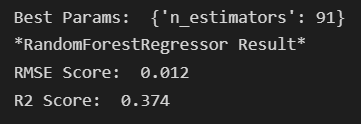 Best Params:  {'n_estimators': 91}
*RandomForestRegressor Result*
RMSE Score:  0.012
R2 Score:  0.374